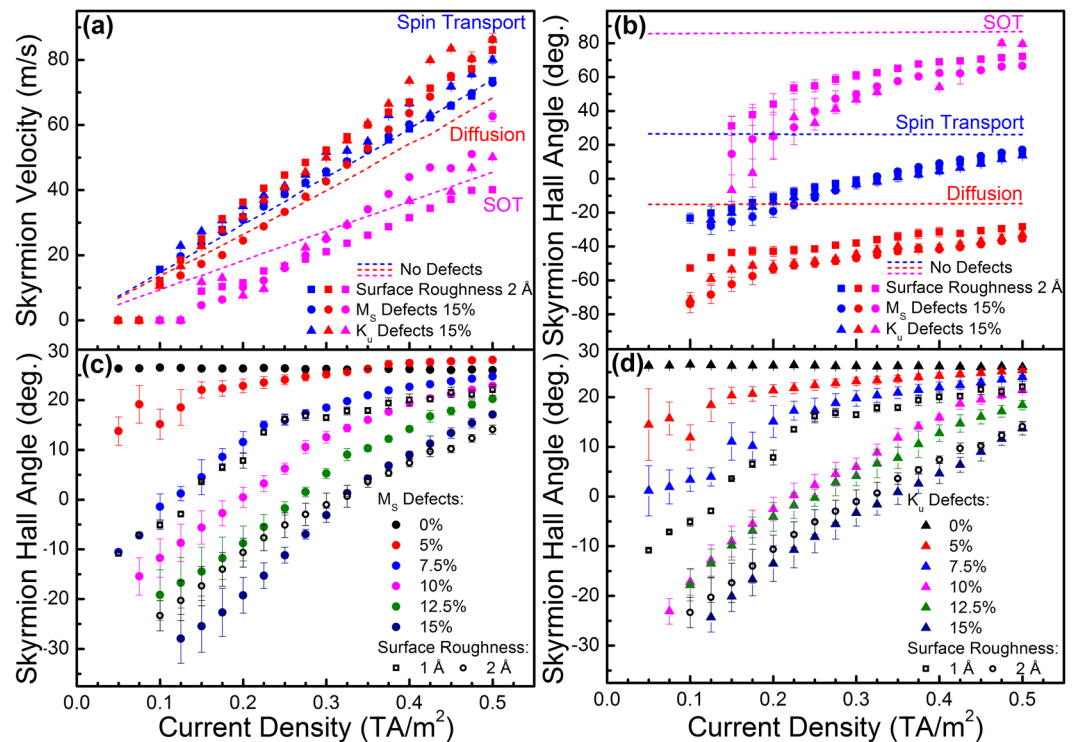 (a)
Spin Transport
Diffusion
SOT
No Defects
Surface Roughness 2 Å
M_S Defects 15%
K_u Defects 15%
Skyrmion Velocity (m/s)
80
60
40
20
0
(b)
SOT
Spin Transport
Diffusion
No Defects
Surface Roughness 2 Å
M_S Defects 15%
K_u Defects 15%
Skyrmion Hall Angle (deg.)
80
60
40
20
0
-20
-40
-60
-80
(c)
M_S Defects:
0%
5%
7.5%
10%
12.5%
15%
Surface Roughness:
1 Å 2 Å
Skyrmion Hall Angle (deg.)
30
20
10
0
-10
-20
-30
0.0 0.1 0.2 0.3 0.4 0.5
Current Density (TA/m²)
(d)
K_u Defects:
0%
5%
7.5%
10%
12.5%
15%
Surface Roughness:
1 Å 2 Å
Skyrmion Hall Angle (deg.)
30
20
10
0
-10
-20
-30
0.0 0.1 0.2 0.3 0.4 0.5
Current Density (TA/m²)